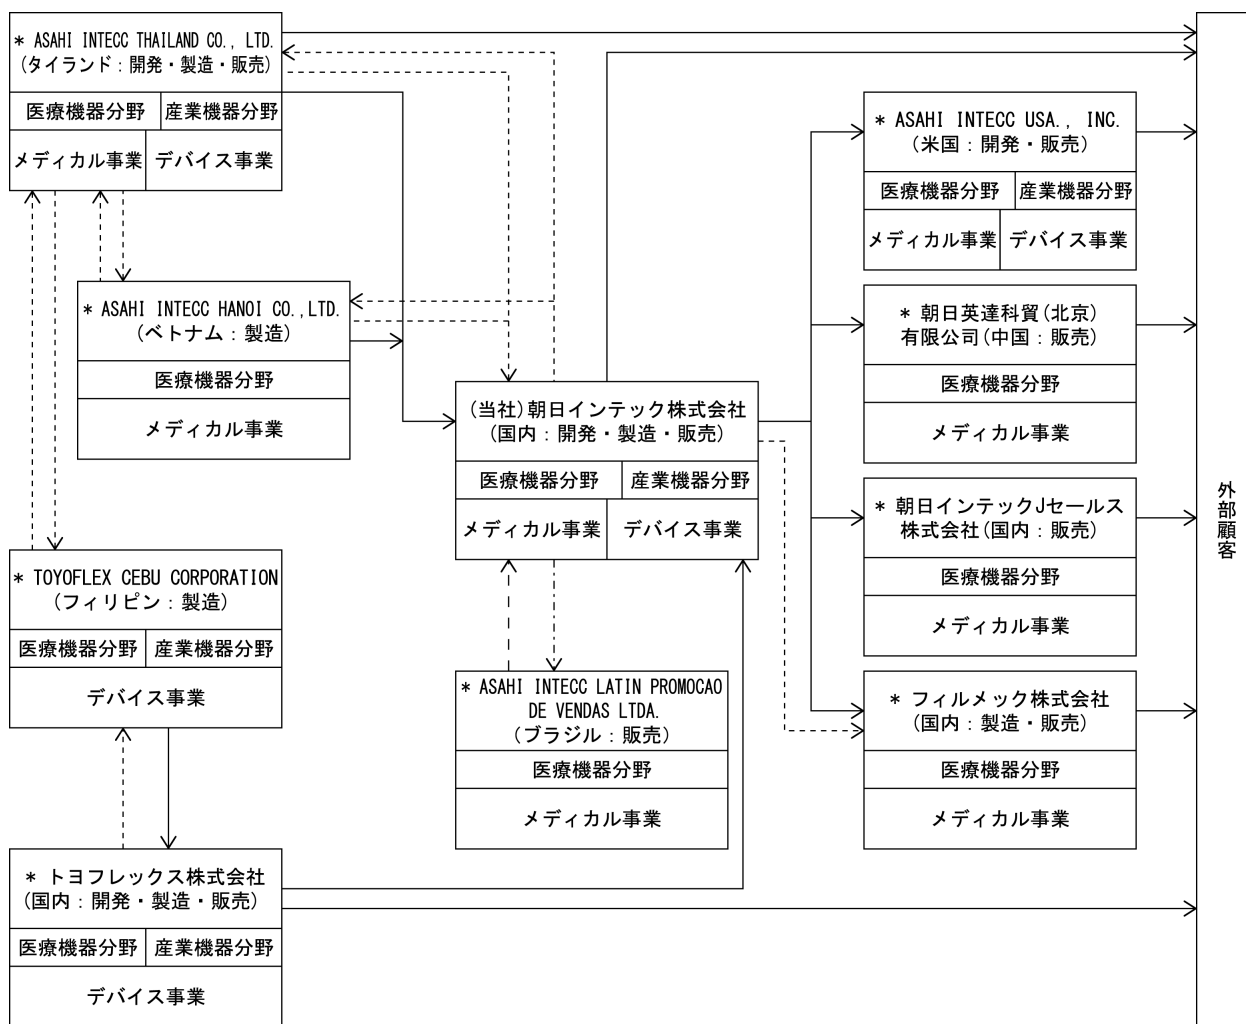 * ASAHI INTECC THAILAND CO., LTD.
(タイランド：開発・製造・販売)
医療機器分野
産業機器分野
メディカル事業
デバイス事業
* ASAHI INTECC HANOI CO.,LTD.
(ベトナム：製造)
医療機器分野
メディカル事業
* TOYOFLEX CEBU CORPORATION
(フィリピン：製造)
医療機器分野
産業機器分野
デバイス事業
* トヨフレックス株式会社
(国内：開発・製造・販売)
医療機器分野
産業機器分野
デバイス事業
(当社)朝日インテック株式会社
(国内：開発・製造・販売)
医療機器分野
産業機器分野
メディカル事業
デバイス事業
* ASAHI INTECC LATIN PROMOCAO
DE VENDAS LTDA.
(ブラジル：販売)
医療機器分野
メディカル事業
* ASAHI INTECC USA., INC.
(米国：開発・販売)
医療機器分野
産業機器分野
メディカル事業
デバイス事業
* 朝日英達科貿(北京)
有限公司(中国：販売)
医療機器分野
メディカル事業
* 朝日インテックJセールス
株式会社(国内：販売)
医療機器分野
メディカル事業
* フィルメック株式会社
(国内：製造・販売)
医療機器分野
メディカル事業
外部顧客